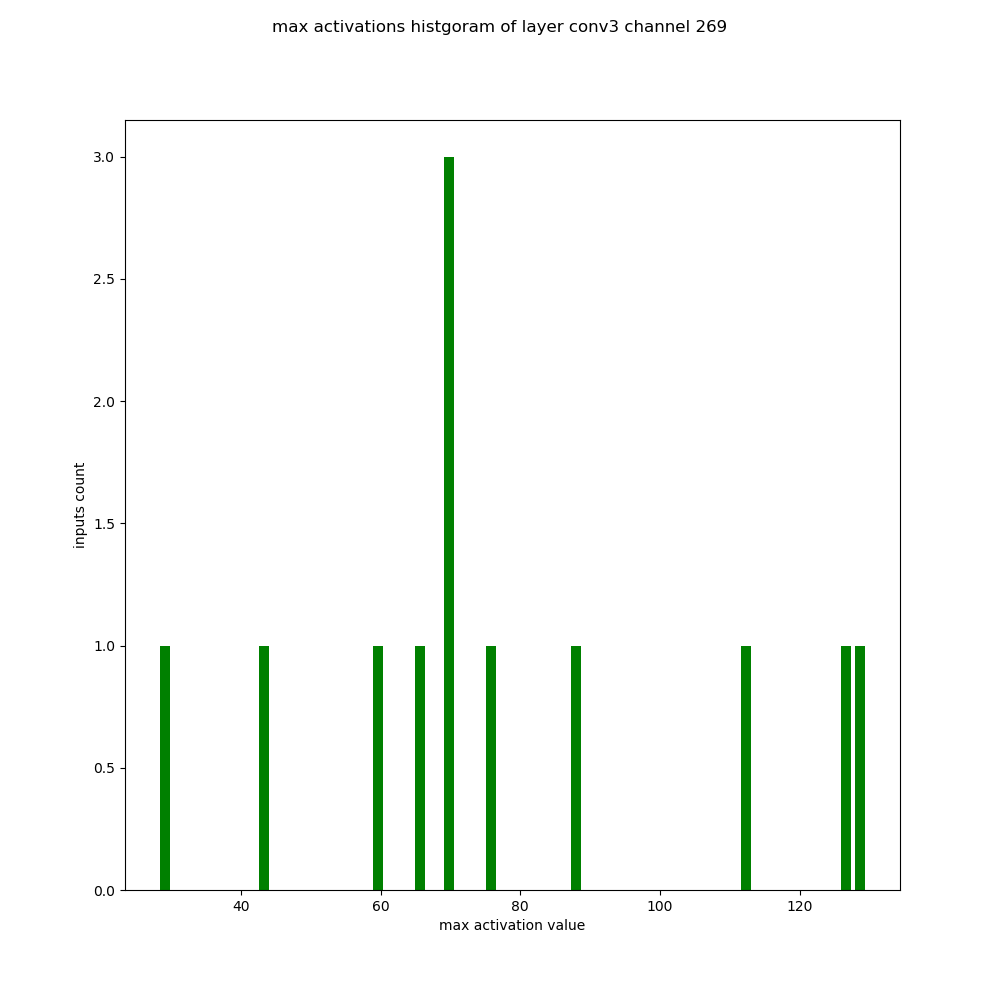 max activations histgoram of layer conv3 channel 269
3.0
2.5
2.0
1.5
1.0
0.5
0.0
inputs count
40 60 80 100 120
max activation value